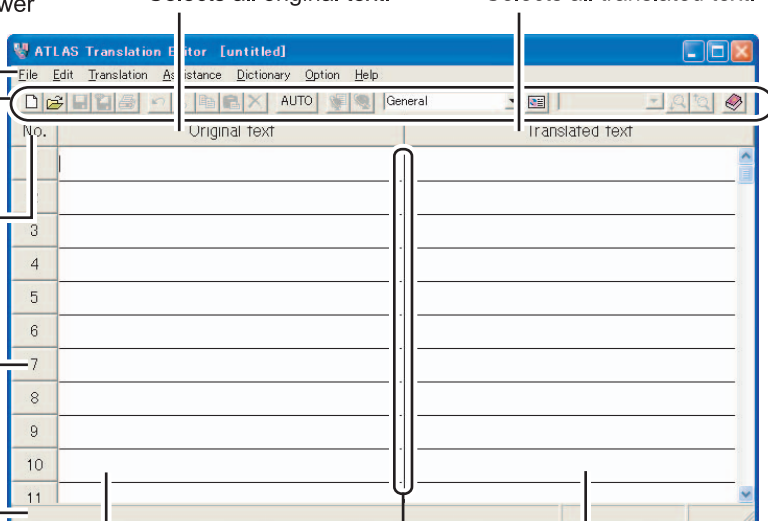 Selects all original text.
Selects all translated text.
ATLAS Translation Editor [untitled]
File Edit Translation Assistance Dictionary Option Help
AUTO General
No. Original text Translated text
3
4
5
6
7
8
9
10
11